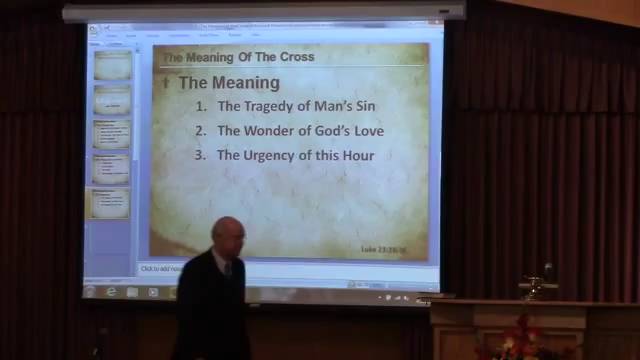 The Meaning Of The Cross
✝ The Meaning
1. The Tragedy of Man's Sin
2. The Wonder of God's Love
3. The Urgency of this Hour
Click to add